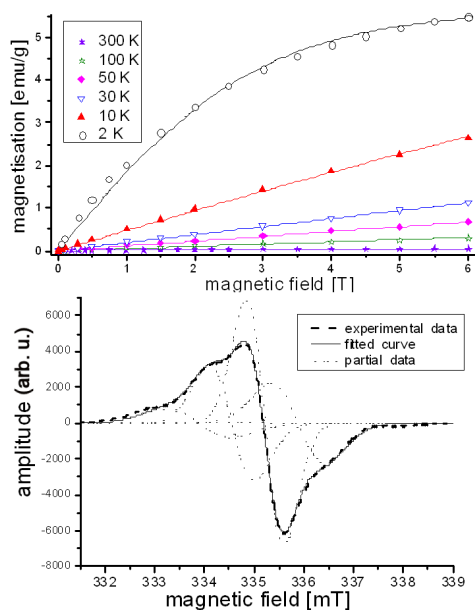 magnetisation [emu/g]
6
5
4
3
2
1
0
300 K
100 K
50 K
30 K
10 K
2 K
0 1 2 3 4 5 6
magnetic field [T]
amplitude (arb. u.)
6000
4000
2000
0
-2000
-4000
-6000
-8000
experimental data
fitted curve
partial data
332 333 334 335 336 337 338 339
magnetic field [mT]